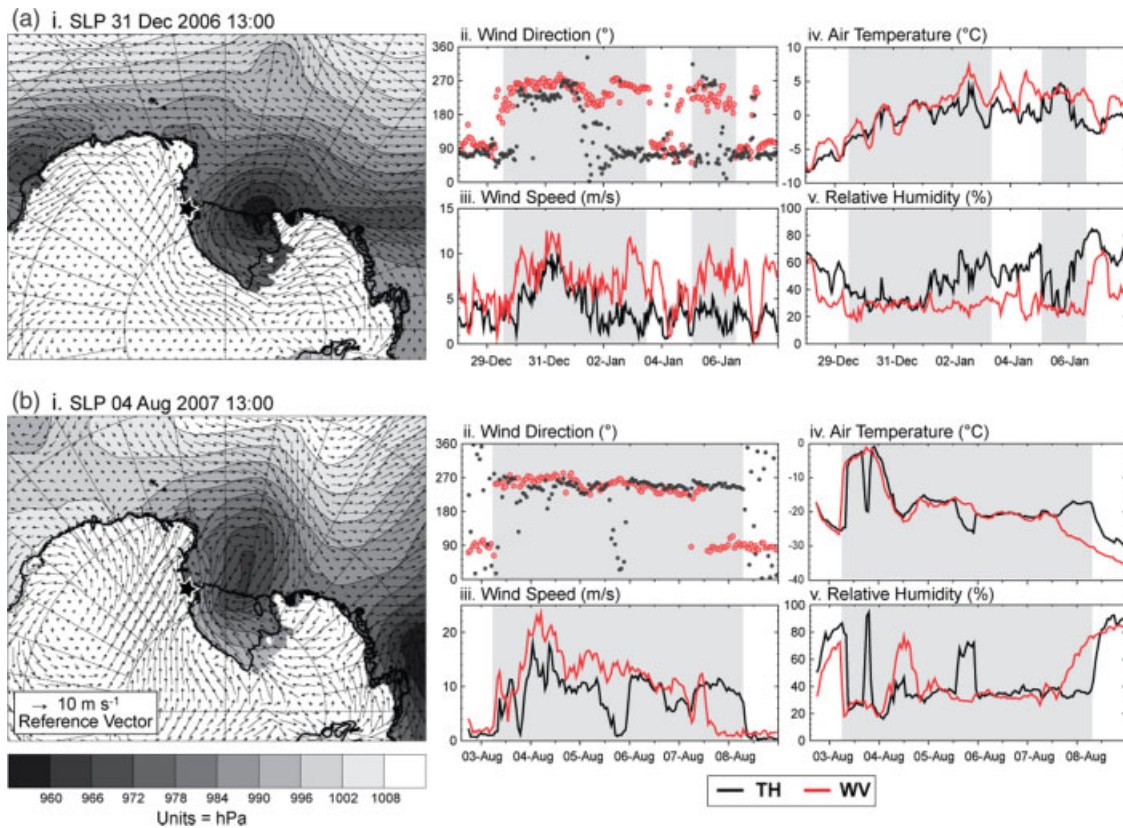 (a) i. SLP 31 Dec 2006 13:00
ii. Wind Direction (°)
360
270
180
90
0
iii. Wind Speed (m/s)
15
10
5
0
29-Dec 31-Dec 02-Jan 04-Jan 06-Jan
iv. Air Temperature (°C)
10
5
0
-5
-10
v. Relative Humidity (%)
100
80
60
40
20
0
29-Dec 31-Dec 02-Jan 04-Jan 06-Jan
(b) i. SLP 04 Aug 2007 13:00
10 m s-1
Reference Vector
960 966 972 978 984 990 996 1002 1008
Units = hPa
ii. Wind Direction (°)
360
270
180
90
0
iii. Wind Speed (m/s)
20
10
0
03-Aug 04-Aug 05-Aug 06-Aug 07-Aug 08-Aug
iv. Air Temperature (°C)
0
-20
-30
-40
v. Relative Humidity (%)
100
80
60
40
20
0
03-Aug 04-Aug 05-Aug 06-Aug 07-Aug 08-Aug
TH WV